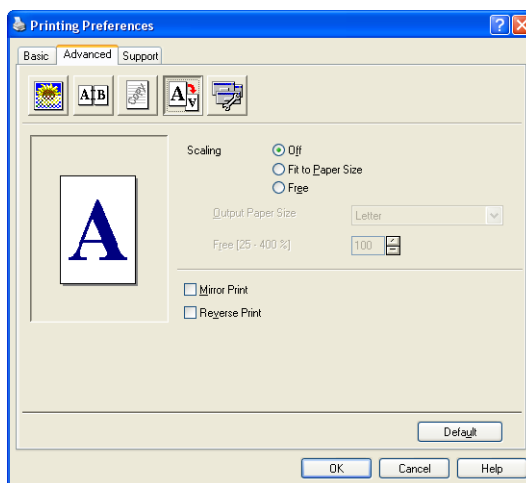 Printing Preferences
Basic Advanced Support
A B A A
Scaling Off
Fit to Paper Size
Free
Output Paper Size Letter
Free [25 - 400 %] 100
A
Mirror Print
Reverse Print
Default
OK Cancel Help